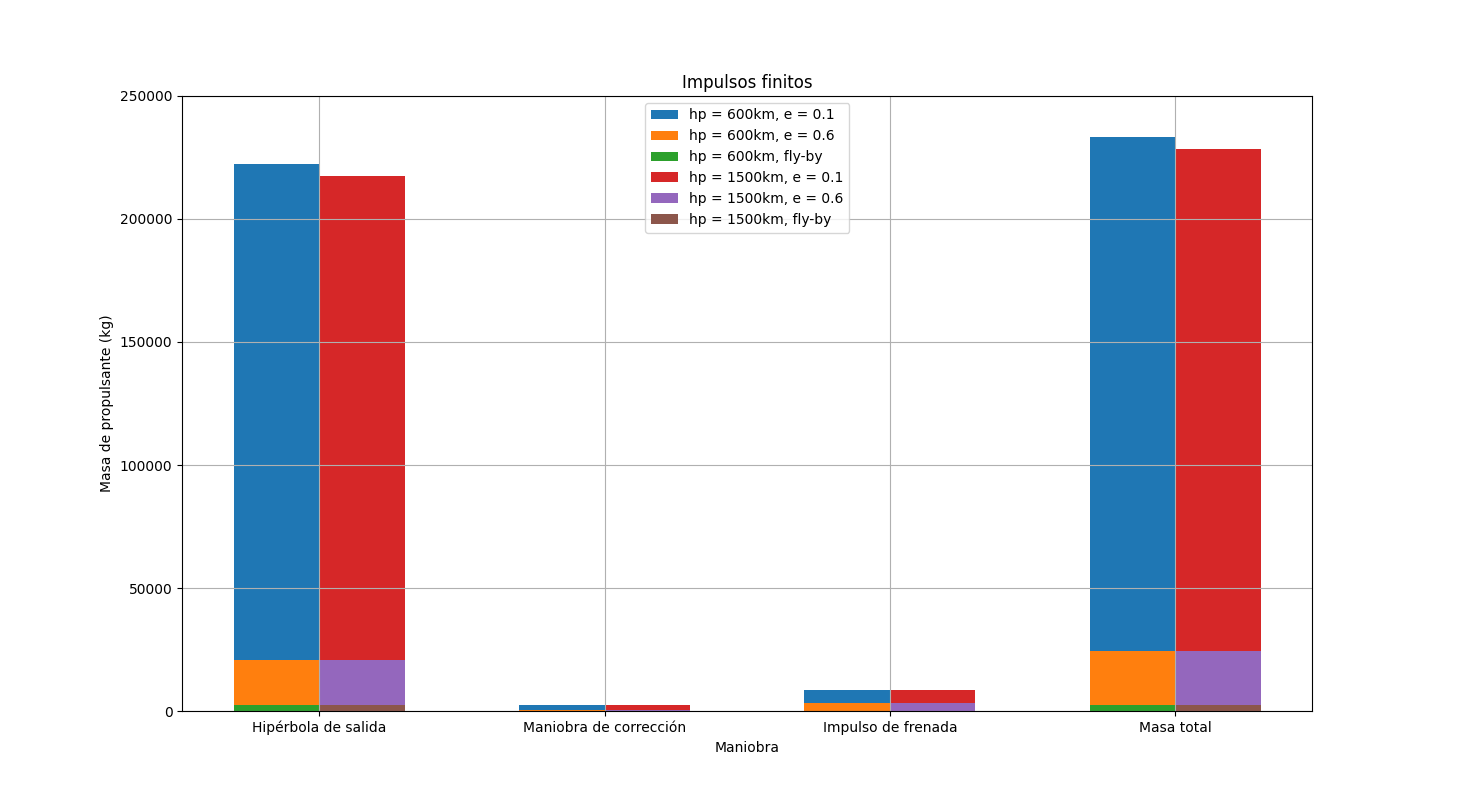 Impulsos finitos
hp = 600km, e = 0.1
hp = 600km, e = 0.6
hp = 600km, fly-by
hp = 1500km, e = 0.1
hp = 1500km, e = 0.6
hp = 1500km, fly-by
Masa de propulsante (kg)
250000
200000
150000
100000
50000
0
Hipérbola de salida
Maniobra de corrección
Impulso de frenada
Masa total
Maniobra